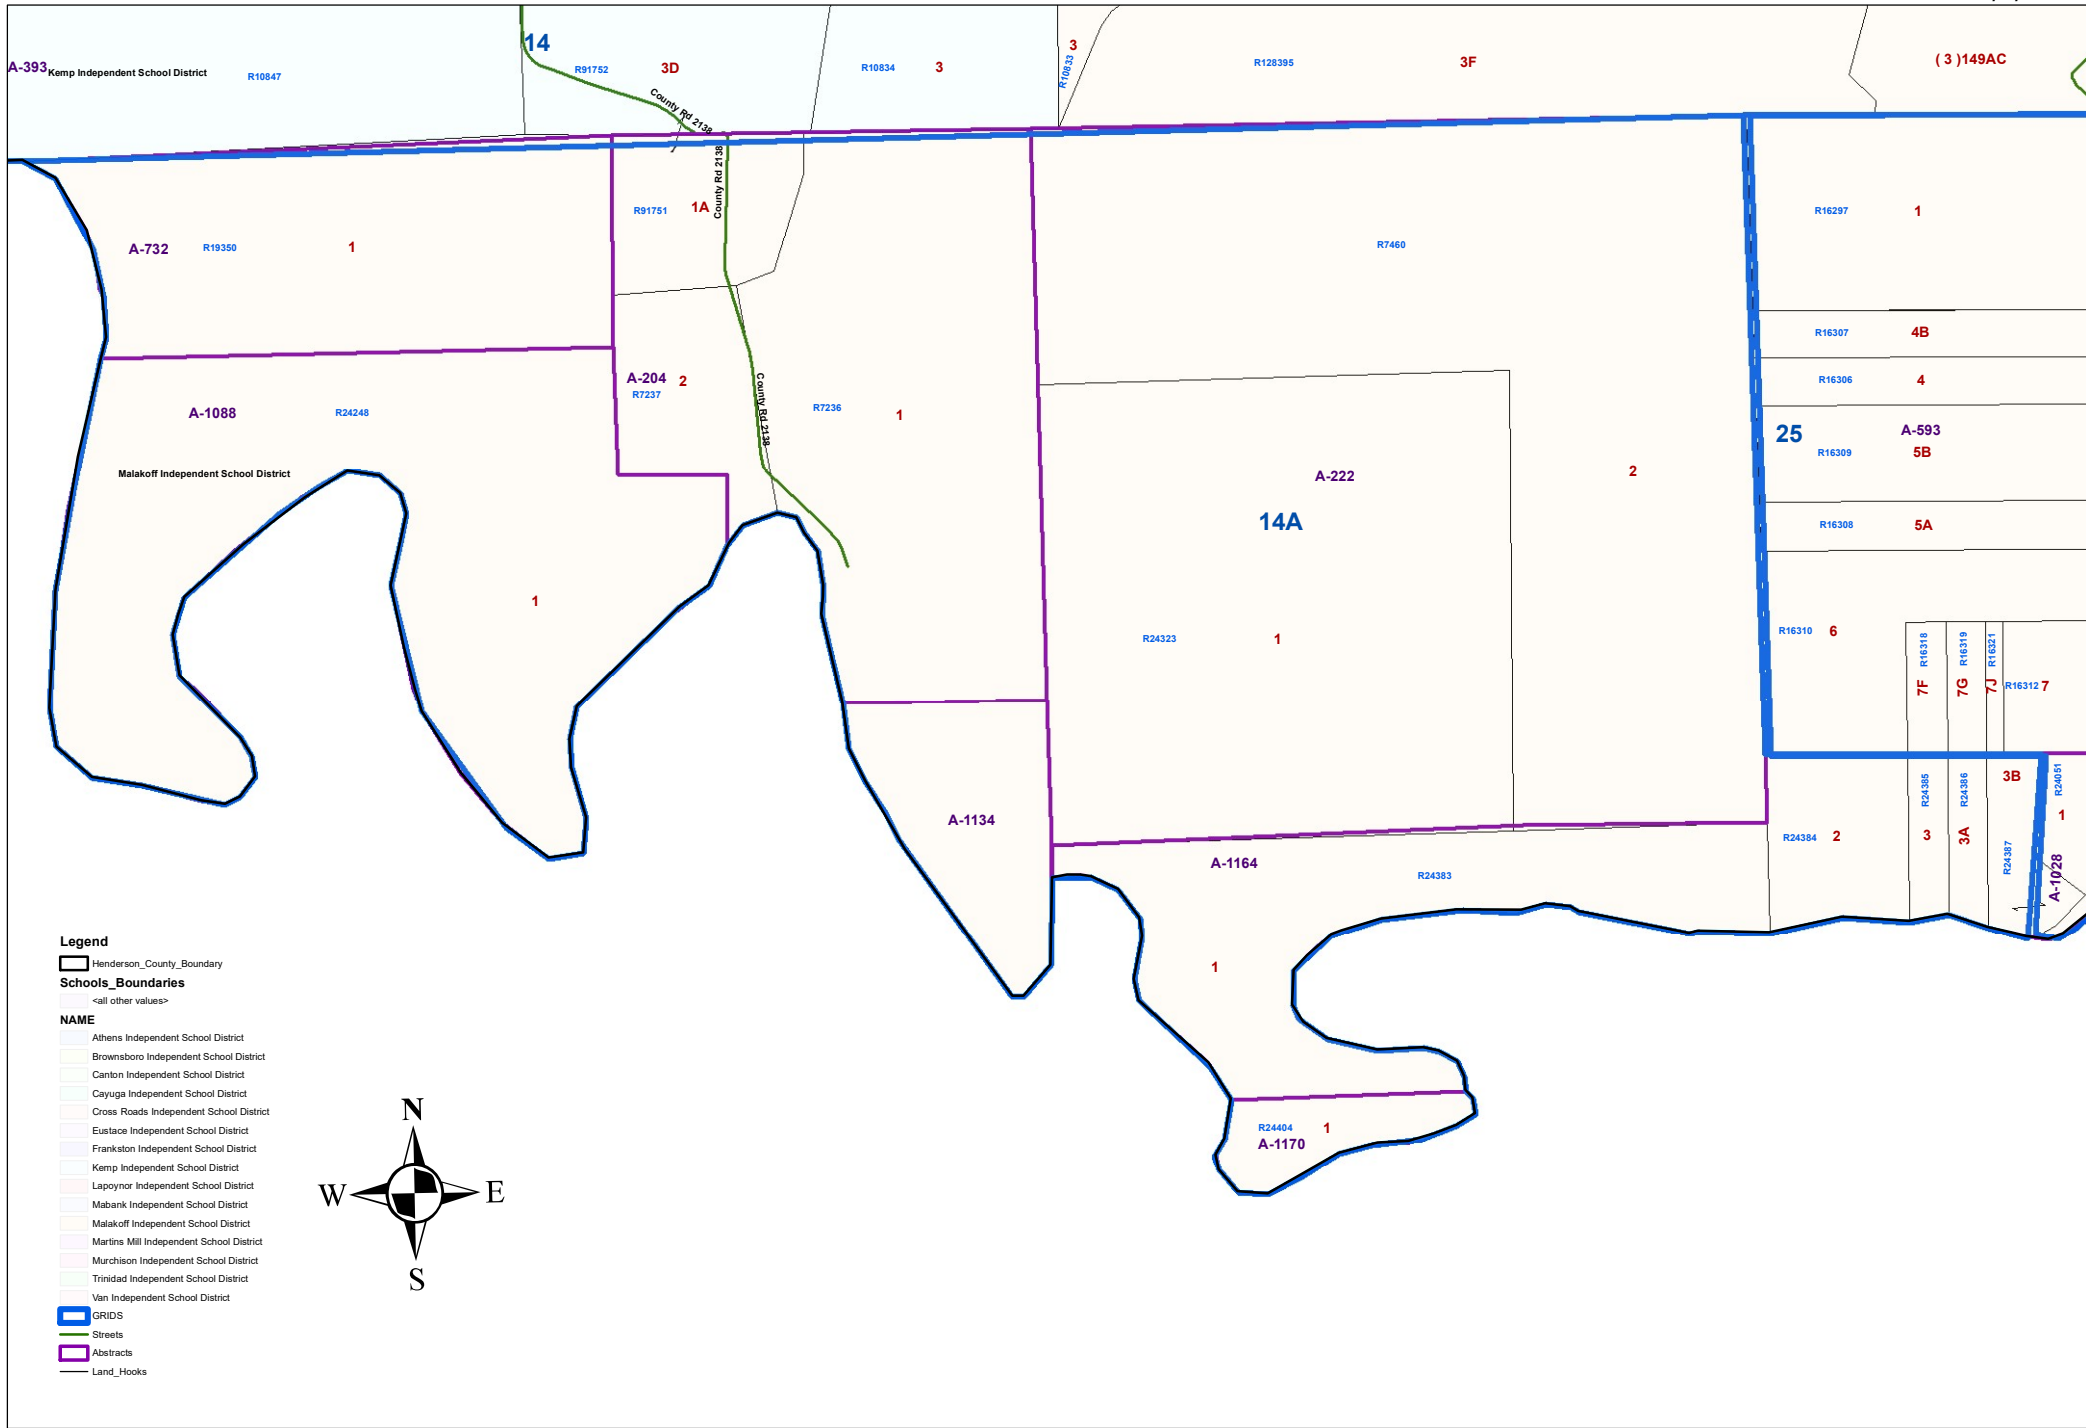 14
3
A-393
Kemp Independent School District
R10847
R91752
3D
R10834
3
R10833
R128395
3F
( 3 )149AC
County Rd 2138
County Rd 2138
R91751
1A
R16297
1
A-732
R19350
1
R7460
R16307
4B
A-204
2
R7237
County Rd 2138
R7236
1
R16306
4
A-1088
R24248
25
A-593
R16309
5B
Malakoff Independent School District
A-222
2
14A
R16308
5A
1
R24323
1
R16310
6
R16318
R16319
R16321
7F
7G
7J
R16312
7
3B
R24385
R24386
R24051
A-1134
1
R24384
2
3
3A
R24387
A-1164
R24383
A-1028
1
R24404
1
A-1170
Legend
Henderson_County_Boundary
Schools_Boundaries
<all other values>
NAME
Athens Independent School District
Brownsboro Independent School District
Canton Independent School District
Cayuga Independent School District
Cross Roads Independent School District
Eustace Independent School District
Frankston Independent School District
Kemp Independent School District
Lapoynor Independent School District
Mabank Independent School District
Malakoff Independent School District
Martins Mill Independent School District
Murchison Independent School District
Trinidad Independent School District
Van Independent School District
GRIDS
Streets
Abstracts
Land_Hooks
N
W
E
S